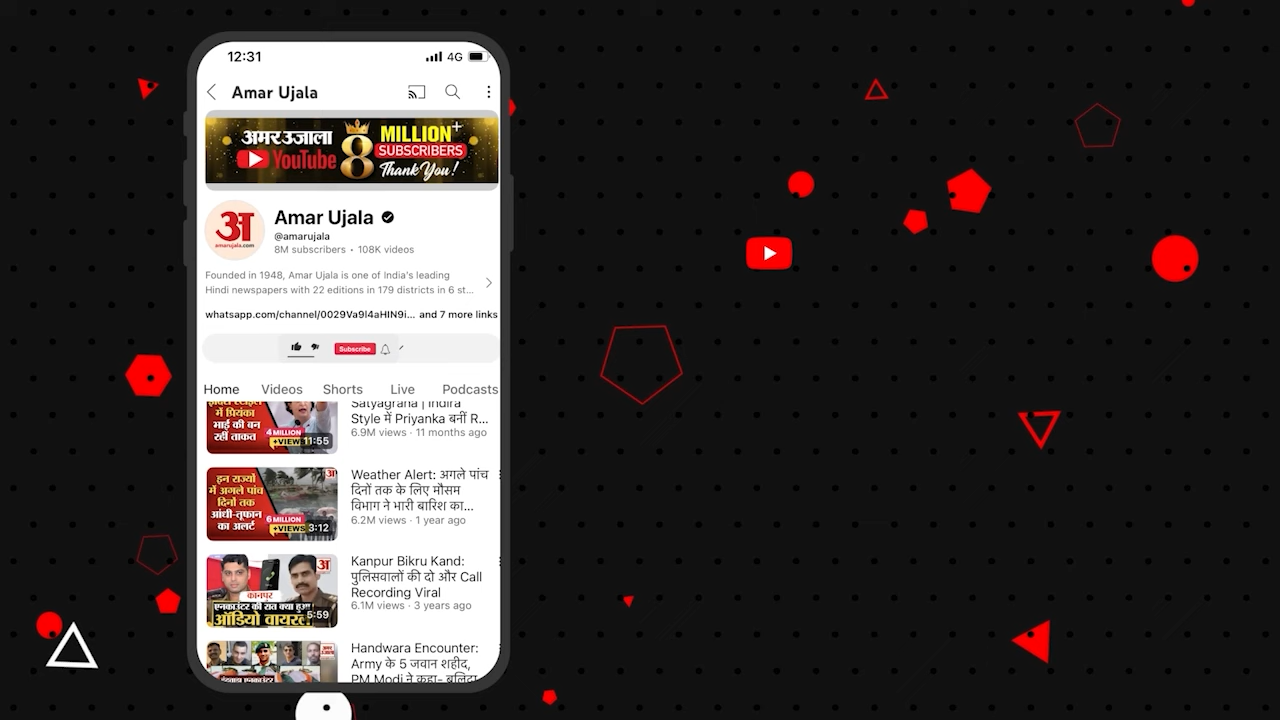 12:31
4G
Amar Ujala
अमर उजाला
YouTube
8
MILLION+
SUBSCRIBERS
Thank You!
अ
amarujala.com
Amar Ujala
@amarujala
8M subscribers • 108K videos
Founded in 1948, Amar Ujala is one of India's leading
Hindi newspapers with 22 editions in 179 districts in 6 st...
whatsapp.com/channel/0029Va9I4aHIN9i... and 7 more links
Subscribe
Home Videos Shorts Live Podcasts
में प्रियंका
भाई की बन
रहीं ताकत
4 MILLION
+VIEWS
11:55
Satyagraha | Indira
Style में Priyanka बनीं R...
6.9M views · 11 months ago
इन राज्यों
में अगले पांच
दिनों तक
आंधी-तूफान
का अलर्ट
6 MILLION
+VIEWS
3:12
अ
Weather Alert: अगले पांच
दिनों तक के लिए मौसम
विभाग ने भारी बारिश का...
6.2M views · 1 year ago
अ
कानपुर
एनकाउंटर की रात क्या हुआ
ऑडियो वायरल
5:59
Kanpur Bikru Kand:
पुलिसवालों की दो और Call
Recording Viral
6.1M views · 3 years ago
Handwara Encounter:
Army के 5 जवान शहीद,
PM Modi ने कहा-